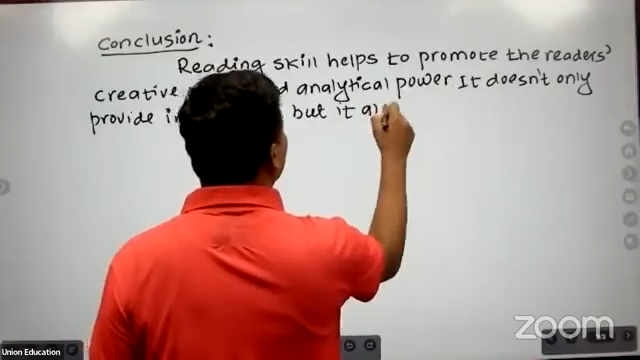 Conclusion:
Reading skill helps to promote the readers'
creative analytical power It doesn't only
provide but it
zoom
Union Education